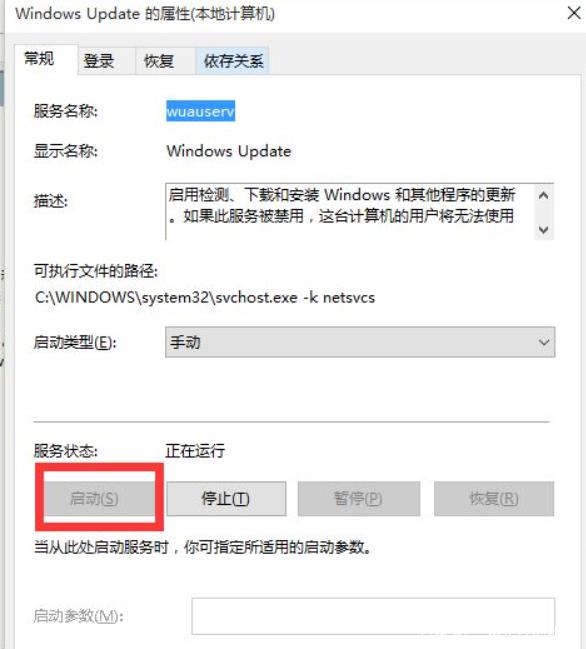 Windows Update 的属性(本地计算机)
常规 登录 恢复 依存关系
服务名称: wuauserv
显示名称: Windows Update
描述: 启用检测、下载和安装 Windows 和其他程序的更新
。如果此服务被禁用，这台计算机的用户将无法使用
可执行文件的路径:
C:\WINDOWS\system32\svchost.exe -k netsvcs
启动类型(E): 手动
服务状态: 正在运行
启动(S) 停止(T) 暂停(P) 恢复(R)
当从此处启动服务时，你可指定所适用的启动参数。
启动参数(M):